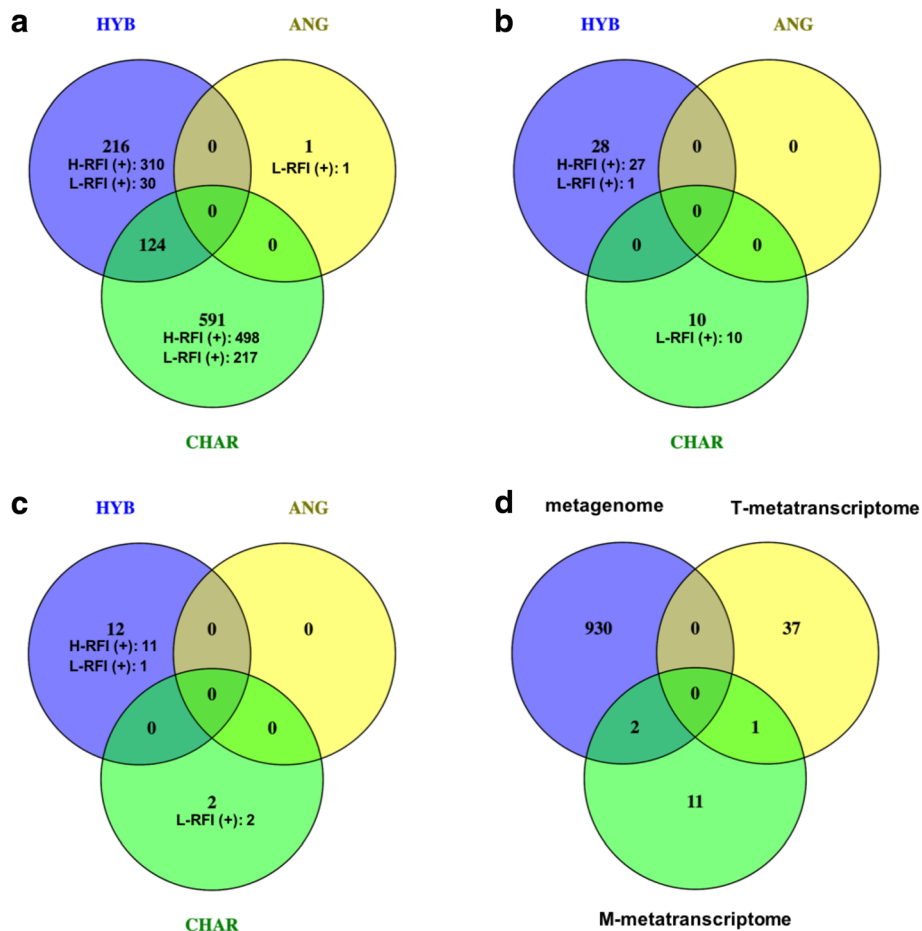 a
HYB
ANG
216
H-RFI (+): 310
L-RFI (+): 30
0
1
L-RFI (+): 1
0
124
0
591
H-RFI (+): 498
L-RFI (+): 217
CHAR
b
HYB
ANG
28
H-RFI (+): 27
L-RFI (+): 1
0
0
0
0
0
10
L-RFI (+): 10
CHAR
c
HYB
ANG
12
H-RFI (+): 11
L-RFI (+): 1
0
0
0
0
0
2
L-RFI (+): 2
CHAR
d
metagenome
T-metatranscriptome
930
0
37
0
2
1
11
M-metatranscriptome